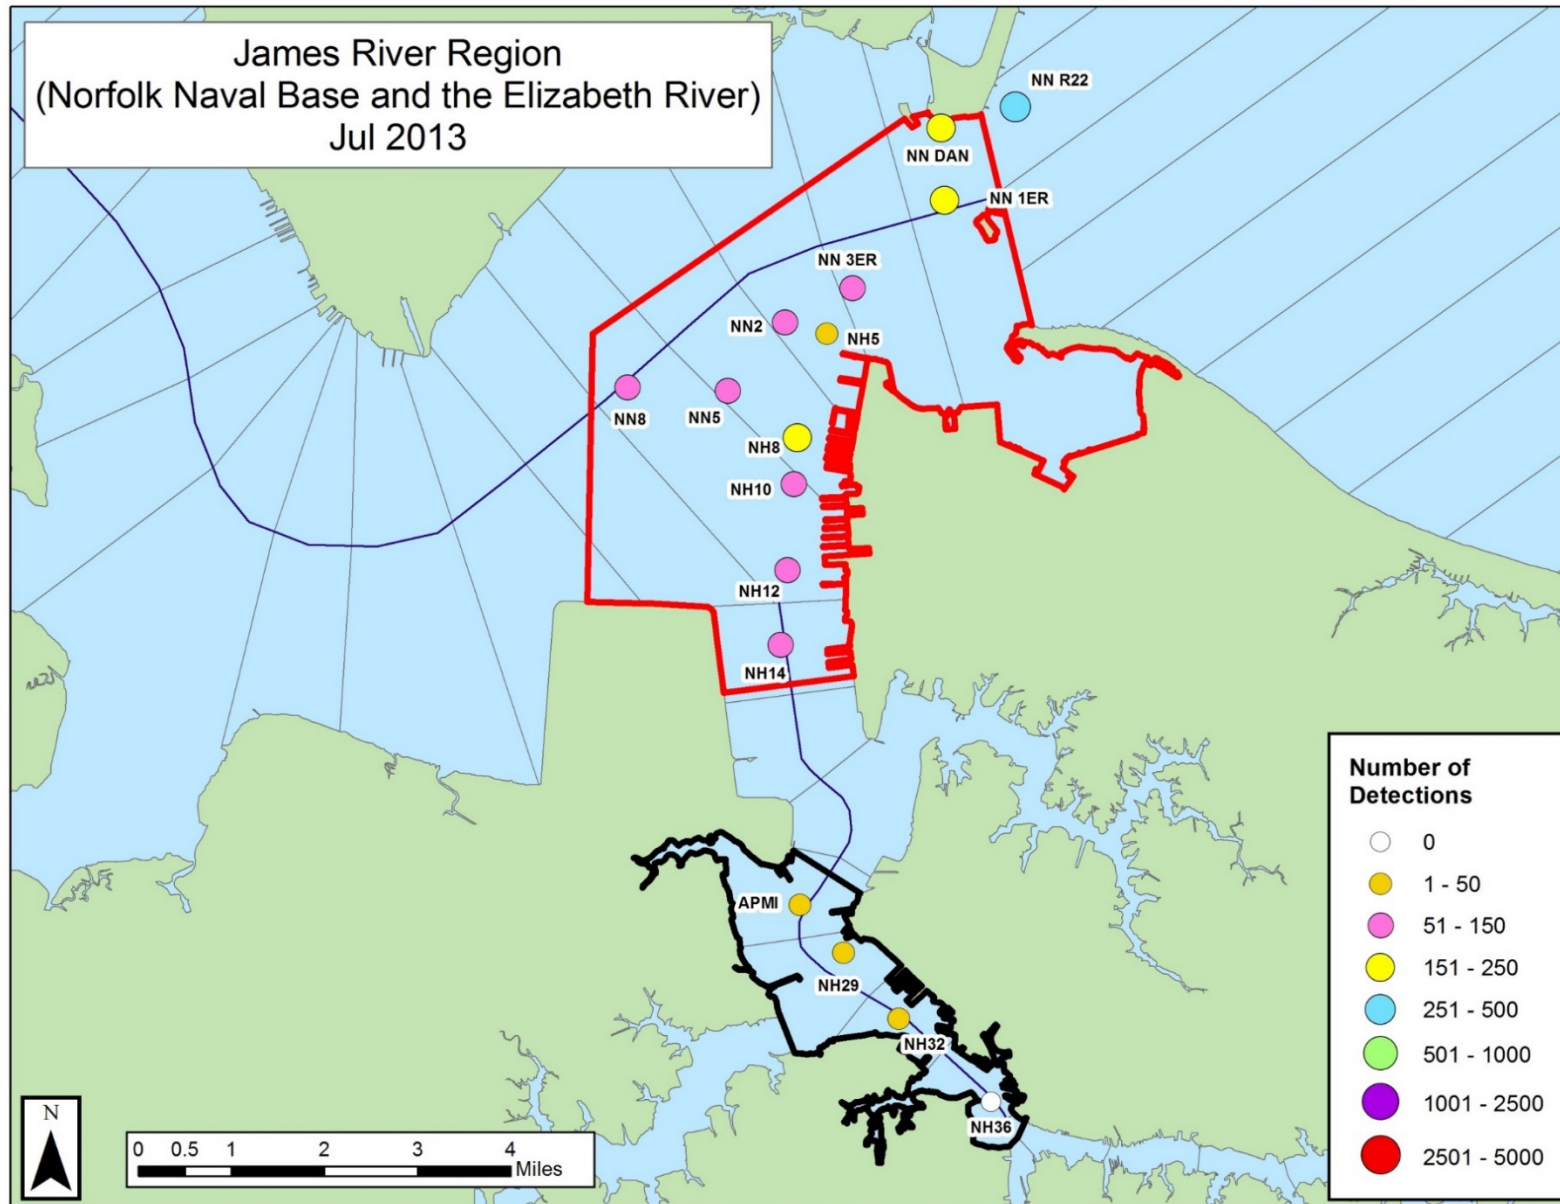 James River Region
(Norfolk Naval Base and the Elizabeth River)
Jul 2013
NN R22
NN DAN
NN 1ER
NN 3ER
NN2
NH5
NN8
NN5
NH8
NH10
NH12
NH14
APMI
NH29
NH32
NH36
Number of
Detections
0
1 - 50
51 - 150
151 - 250
251 - 500
501 - 1000
1001 - 2500
2501 - 5000
N
0 0.5 1 2 3 4
Miles